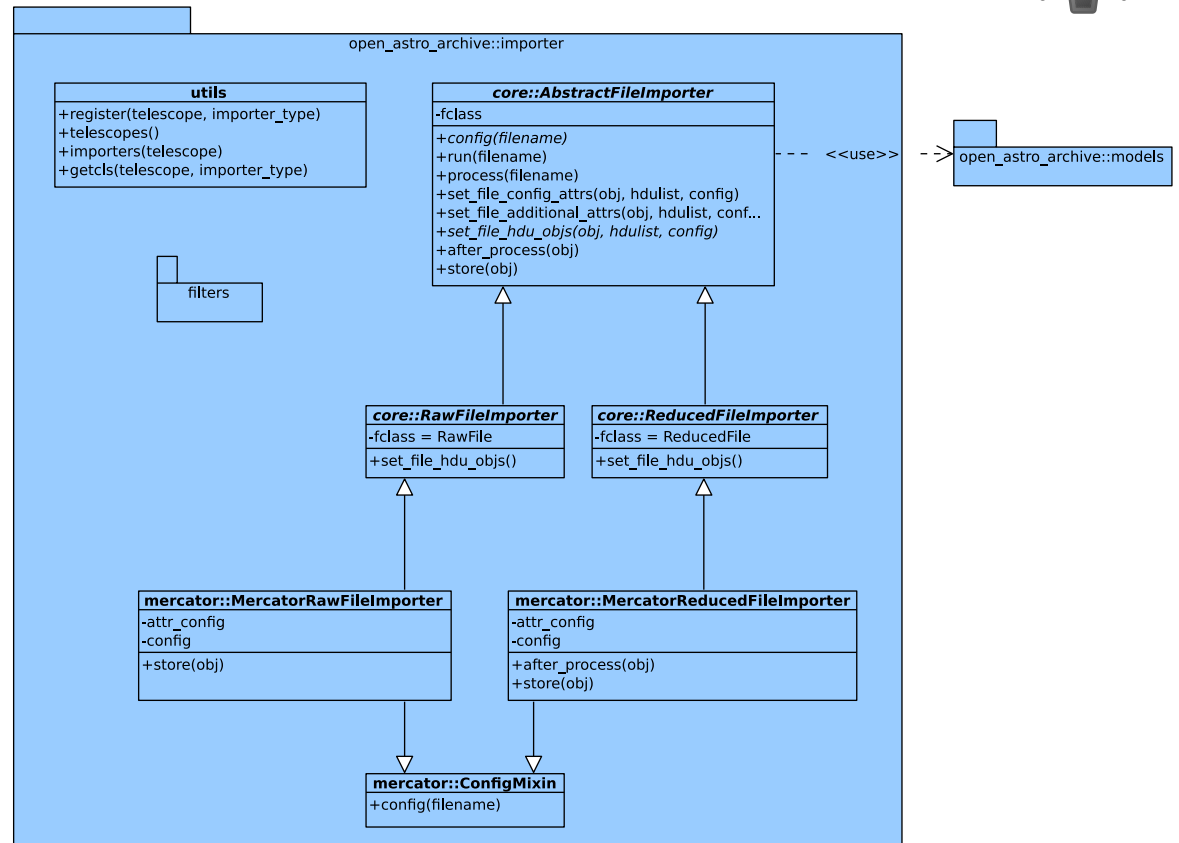 open_astro_archive::importer
utils
+register(telescope, importer_type)
+telescopes()
+importers(telescope)
+getcls(telescope, importer_type)
core::AbstractFileImporter
-fclass
+config(filename)
+run(filename)
+process(filename)
+set_file_config_attrs(obj, hdulist, config)
+set_file_additional_attrs(obj, hdulist, conf...
+set_file_hdu_objs(obj, hdulist, config)
+after_process(obj)
+store(obj)
<<use>>
open_astro_archive::models
filters
core::RawFileImporter
-fclass = RawFile
+set_file_hdu_objs()
core::ReducedFileImporter
-fclass = ReducedFile
+set_file_hdu_objs()
mercator::MercatorRawFileImporter
-attr_config
-config
+store(obj)
mercator::MercatorReducedFileImporter
-attr_config
-config
+after_process(obj)
+store(obj)
mercator::ConfigMixin
+config(filename)